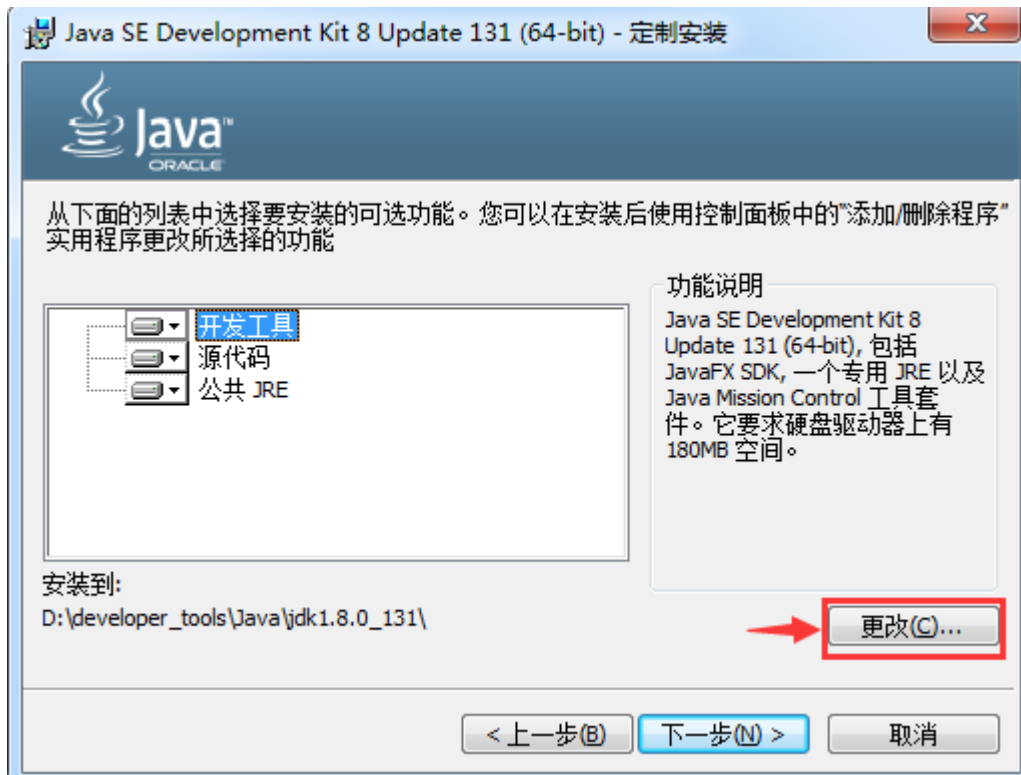 Java SE Development Kit 8 Update 131 (64-bit) - 定制安装
Java™
ORACLE
从下面的列表中选择要安装的可选功能。您可以在安装后使用控制面板中的"添加/删除程序"
实用程序更改所选择的功能
开发工具
源代码
公共 JRE
功能说明
Java SE Development Kit 8
Update 131 (64-bit), 包括
JavaFX SDK, 一个专用 JRE 以及
Java Mission Control 工具套
件。它要求硬盘驱动器上有
180MB 空间。
安装到:
D:\developer_tools\Java\jdk1.8.0_131\
更改(C)...
< 上一步(B)
下一步(N) >
取消